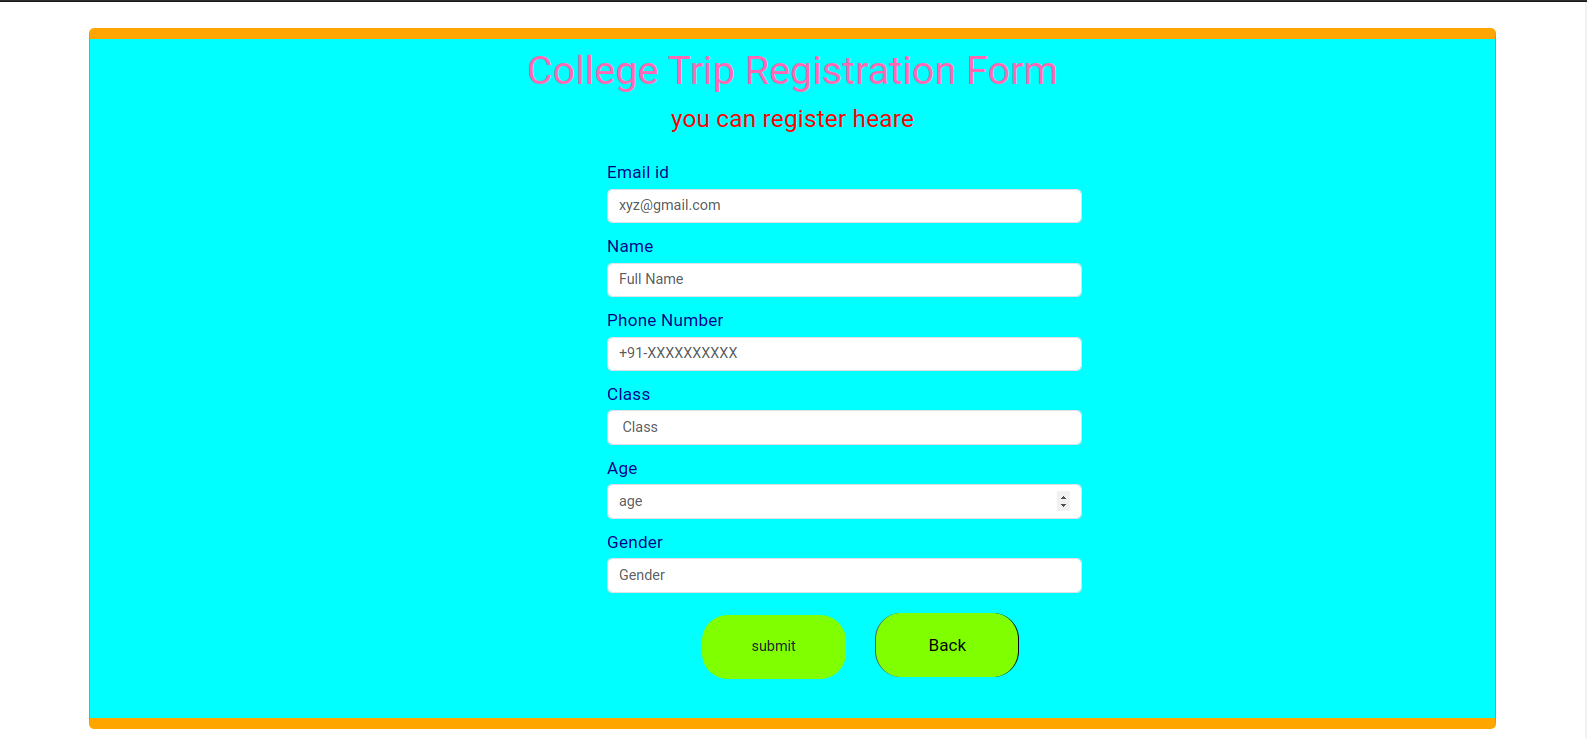 College Trip Registration Form
you can register heare
Email id
xyz@gmail.com
Name
Full Name
Phone Number
+91-XXXXXXXXXX
Class
Class
Age
age
Gender
Gender
submit Back